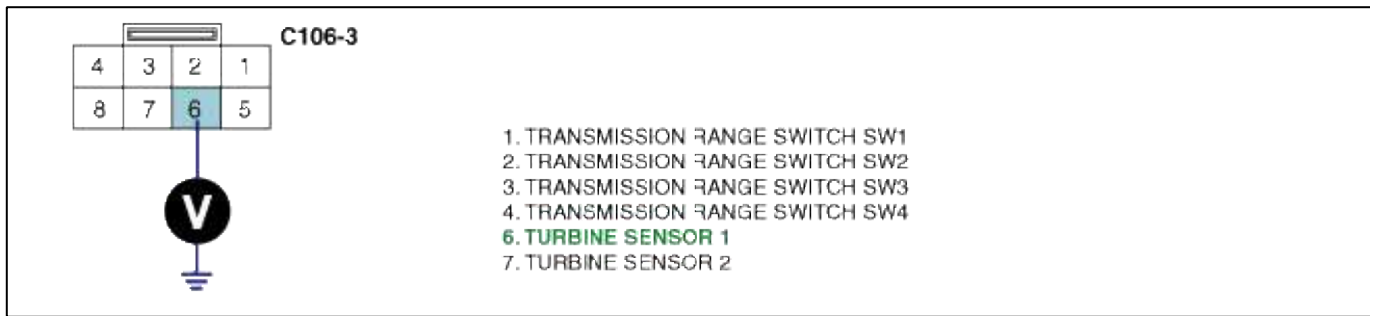 C106-3
4 3 2 1
8 7 6 5
V
1. TRANSMISSION RANGE SWITCH SW1
2. TRANSMISSION RANGE SWITCH SW2
3. TRANSMISSION RANGE SWITCH SW3
4. TRANSMISSION RANGE SWITCH SW4
6. TURBINE SENSOR 1
7. TURBINE SENSOR 2